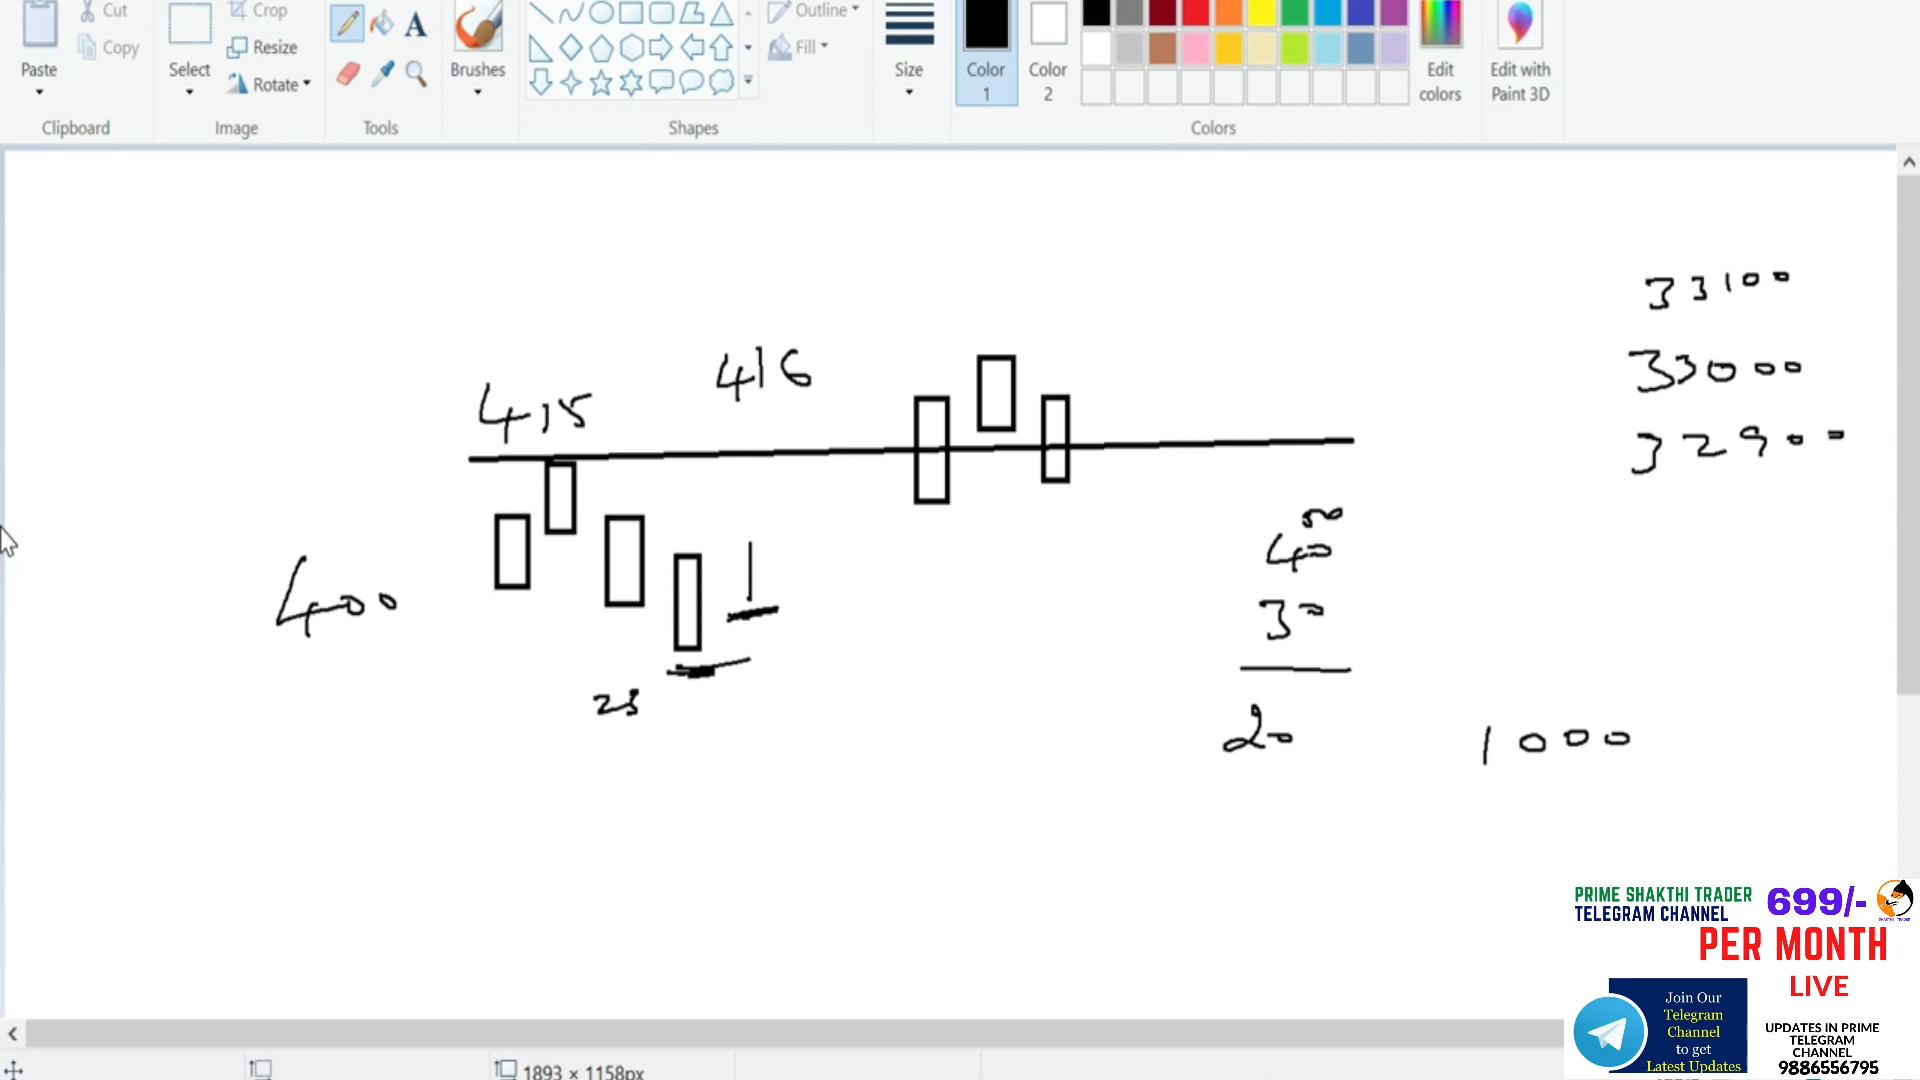 Cut
Crop
Outline
Copy
Resize
Fill
Paste
Select
Rotate
Brushes
Size
Color 1
Color 2
Edit colors
Edit with Paint 3D
Clipboard
Image
Tools
Shapes
Colors
33100
33000
32900
415
416
400
50
40
30
20
1000
PRIME SHAKTHI TRADER
TELEGRAM CHANNEL
699/-
PER MONTH
LIVE
Join Our
Telegram
Channel
to get
Latest Updates
UPDATES IN PRIME
TELEGRAM
CHANNEL
9886556795
1893 × 1158px